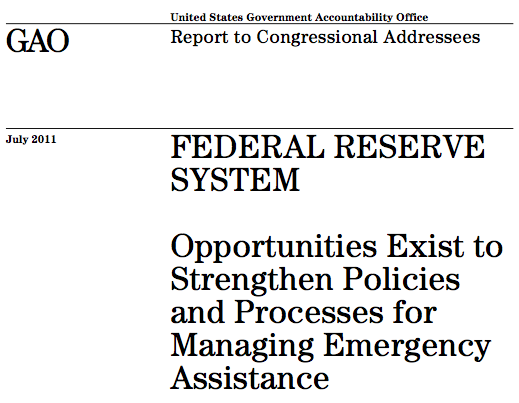 United States Government Accountability Office
GAO
Report to Congressional Addressees
July 2011
FEDERAL RESERVE
SYSTEM
Opportunities Exist to
Strengthen Policies
and Processes for
Managing Emergency
Assistance